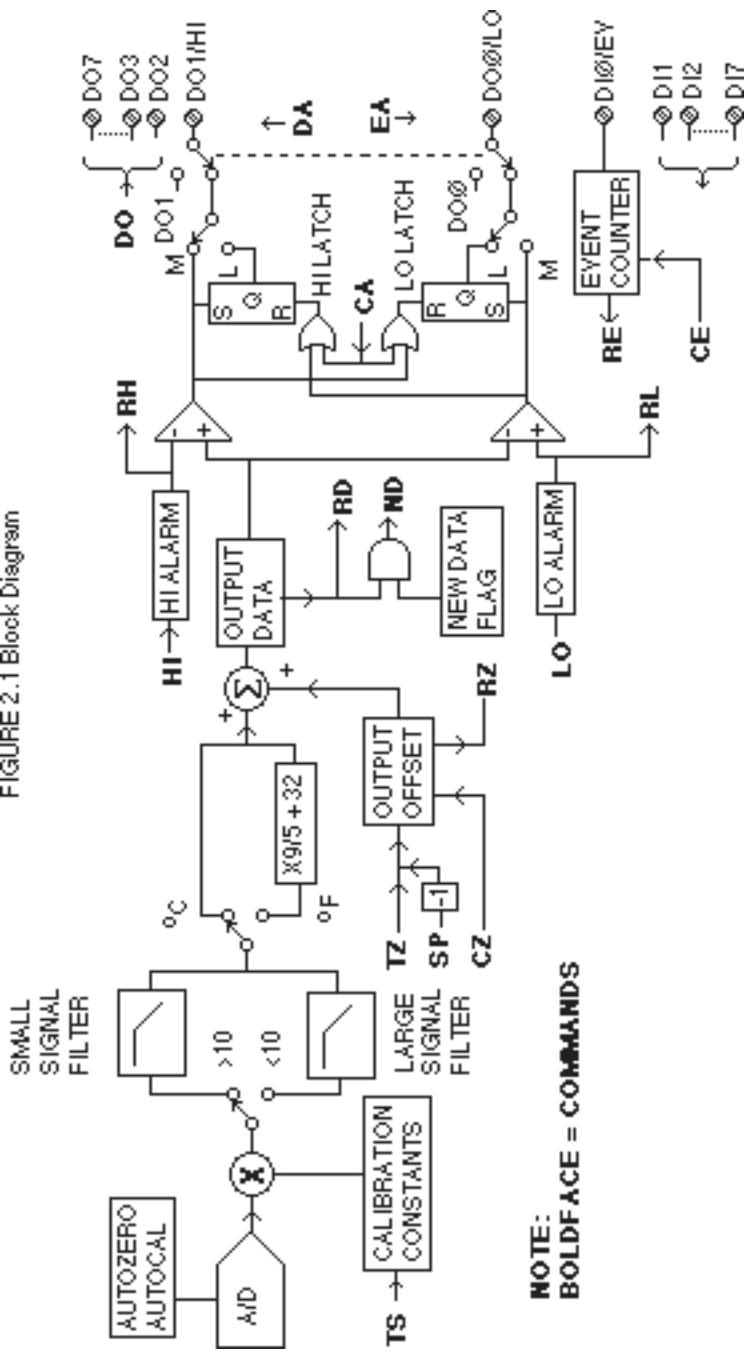 FIGURE 2.1 Block Diagram
AUTOZERO
AUTOCAL
A/D
X
TS
CALIBRATION
CONSTANTS
SMALL
SIGNAL
FILTER
>10
<10
LARGE
SIGNAL
FILTER
°C
°F
X9/5 + 32
TZ
SP
-1
CZ
OUTPUT
OFFSET
RZ
+
Σ
+
OUTPUT
DATA
RD
ND
NEW DATA
FLAG
HI
HI ALARM
RH
LO
LO ALARM
RL
-
+
-
+
M
L
S
Q
R
HI LATCH
CA
LO LATCH
R
Q
S
L
M
DO
DO7
DO3
DO2
DO1
DO1/HI
DA
EA
DOØ
DOØ/LO
EVENT
COUNTER
RE
CE
DIØ/EV
DI1
DI2
DI7
NOTE:
BOLDFACE = COMMANDS